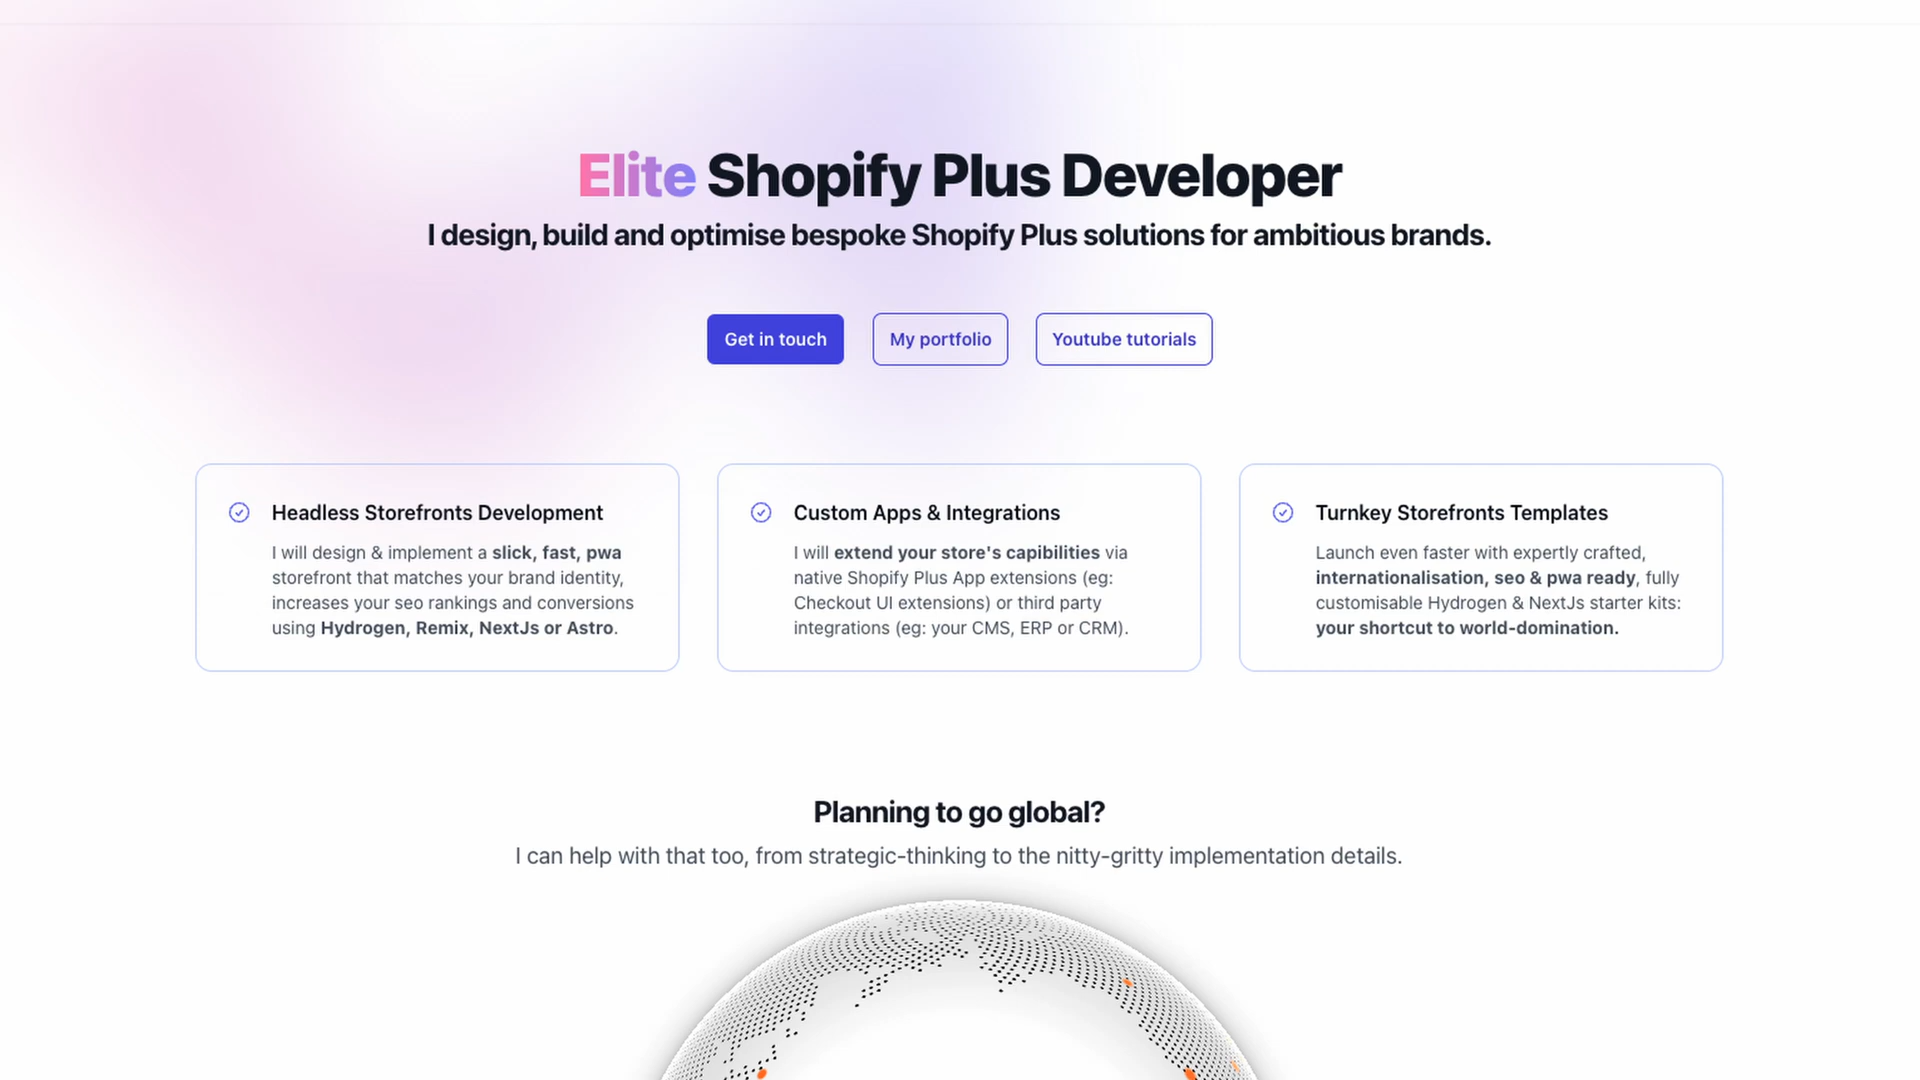 Elite Shopify Plus Developer
I design, build and optimise bespoke Shopify Plus solutions for ambitious brands.
Get in touch
My portfolio
Youtube tutorials
Headless Storefronts Development
I will design & implement a slick, fast, pwa
storefront that matches your brand identity,
increases your seo rankings and conversions
using Hydrogen, Remix, NextJs or Astro.
Custom Apps & Integrations
I will extend your store's capibilities via
native Shopify Plus App extensions (eg:
Checkout UI extensions) or third party
integrations (eg: your CMS, ERP or CRM).
Turnkey Storefronts Templates
Launch even faster with expertly crafted,
internationalisation, seo & pwa ready, fully
customisable Hydrogen & NextJs starter kits:
your shortcut to world-domination.
Planning to go global?
I can help with that too, from strategic-thinking to the nitty-gritty implementation details.